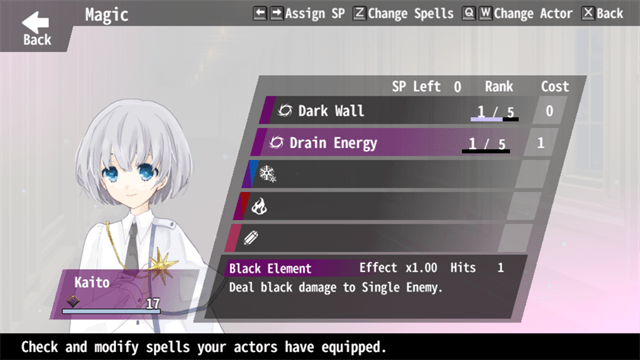 Magic
← → Assign SP Z Change Spells Q W Change Actor X Back
Back
SP Left 0 Rank Cost
Dark Wall 1 / 5 0
Drain Energy 1 / 5 1
Black Element Effect x1.00 Hits 1
Deal black damage to Single Enemy.
Kaito
17
Check and modify spells your actors have equipped.